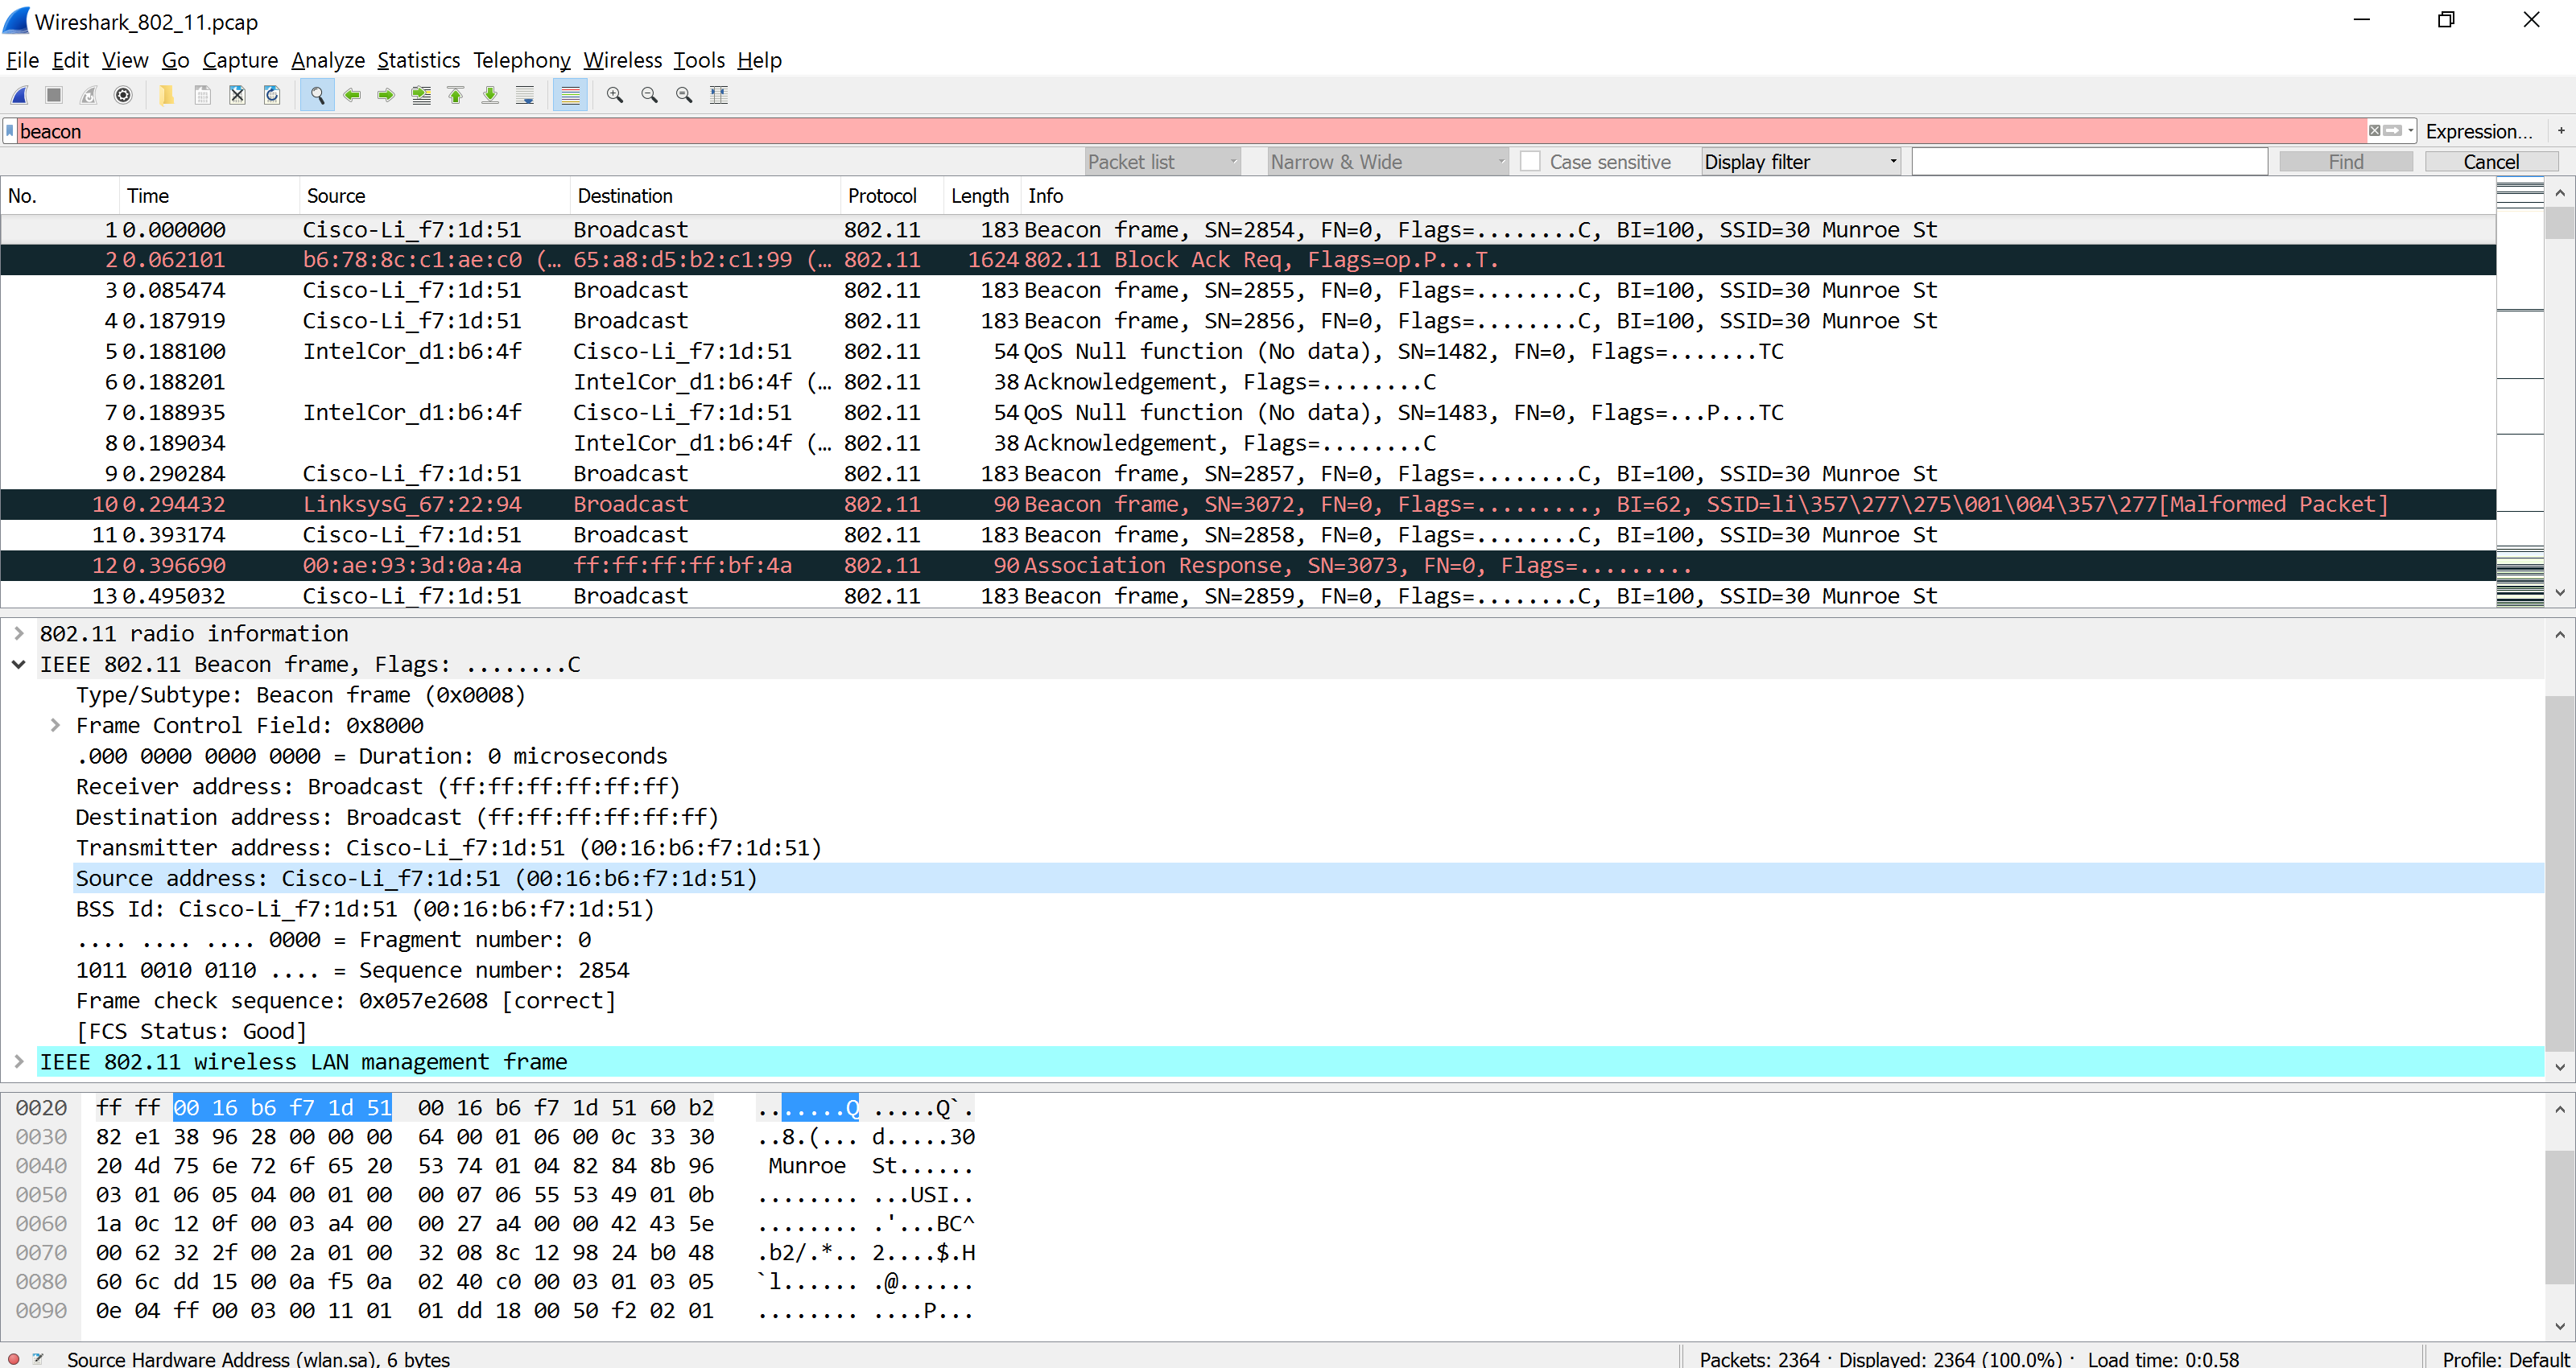 Wireshark_802_11.pcap
File Edit View Go Capture Analyze Statistics Telephony Wireless Tools Help
beacon Expression... +
Packet list Narrow & Wide Case sensitive Display filter Find Cancel
No. Time Source Destination Protocol Length Info
1 0.000000 Cisco-Li_f7:1d:51 Broadcast 802.11 183 Beacon frame, SN=2854, FN=0, Flags=........C, BI=100, SSID=30 Munroe St
2 0.062101 b6:78:8c:c1:ae:c0 (… 65:a8:d5:b2:c1:99 (… 802.11 1624 802.11 Block Ack Req, Flags=op.P...T.
3 0.085474 Cisco-Li_f7:1d:51 Broadcast 802.11 183 Beacon frame, SN=2855, FN=0, Flags=........C, BI=100, SSID=30 Munroe St
4 0.187919 Cisco-Li_f7:1d:51 Broadcast 802.11 183 Beacon frame, SN=2856, FN=0, Flags=........C, BI=100, SSID=30 Munroe St
5 0.188100 IntelCor_d1:b6:4f Cisco-Li_f7:1d:51 802.11 54 QoS Null function (No data), SN=1482, FN=0, Flags=.......TC
6 0.188201 IntelCor_d1:b6:4f (… 802.11 38 Acknowledgement, Flags=........C
7 0.188935 IntelCor_d1:b6:4f Cisco-Li_f7:1d:51 802.11 54 QoS Null function (No data), SN=1483, FN=0, Flags=...P...TC
8 0.189034 IntelCor_d1:b6:4f (… 802.11 38 Acknowledgement, Flags=........C
9 0.290284 Cisco-Li_f7:1d:51 Broadcast 802.11 183 Beacon frame, SN=2857, FN=0, Flags=........C, BI=100, SSID=30 Munroe St
10 0.294432 LinksysG_67:22:94 Broadcast 802.11 90 Beacon frame, SN=3072, FN=0, Flags=........., BI=62, SSID=li\357\277\275\001\004\357\277[Malformed Packet]
11 0.393174 Cisco-Li_f7:1d:51 Broadcast 802.11 183 Beacon frame, SN=2858, FN=0, Flags=........C, BI=100, SSID=30 Munroe St
12 0.396690 00:ae:93:3d:0a:4a ff:ff:ff:ff:bf:4a 802.11 90 Association Response, SN=3073, FN=0, Flags=.........
13 0.495032 Cisco-Li_f7:1d:51 Broadcast 802.11 183 Beacon frame, SN=2859, FN=0, Flags=........C, BI=100, SSID=30 Munroe St
802.11 radio information
IEEE 802.11 Beacon frame, Flags: ........C
Type/Subtype: Beacon frame (0x0008)
Frame Control Field: 0x8000
.000 0000 0000 0000 = Duration: 0 microseconds
Receiver address: Broadcast (ff:ff:ff:ff:ff:ff)
Destination address: Broadcast (ff:ff:ff:ff:ff:ff)
Transmitter address: Cisco-Li_f7:1d:51 (00:16:b6:f7:1d:51)
Source address: Cisco-Li_f7:1d:51 (00:16:b6:f7:1d:51)
BSS Id: Cisco-Li_f7:1d:51 (00:16:b6:f7:1d:51)
.... .... .... 0000 = Fragment number: 0
1011 0010 0110 .... = Sequence number: 2854
Frame check sequence: 0x057e2608 [correct]
[FCS Status: Good]
IEEE 802.11 wireless LAN management frame
0020 ff ff 00 16 b6 f7 1d 51 00 16 b6 f7 1d 51 60 b2 .......Q .....Q`.
0030 82 e1 38 96 28 00 00 00 64 00 01 06 00 0c 33 30 ..8.(... d.....30
0040 20 4d 75 6e 72 6f 65 20 53 74 01 04 82 84 8b 96 Munroe St......
0050 03 01 06 05 04 00 01 00 00 07 06 55 53 49 01 0b ........ ...USI..
0060 1a 0c 12 0f 00 03 a4 00 00 27 a4 00 00 42 43 5e ........ .'...BC^
0070 00 62 32 2f 00 2a 01 00 32 08 8c 12 98 24 b0 48 .b2/.*.. 2....$.H
0080 60 6c dd 15 00 0a f5 0a 02 40 c0 00 03 01 03 05 `l...... .@......
0090 0e 04 ff 00 03 00 11 01 01 dd 18 00 50 f2 02 01 ........ ....P...
Source Hardware Address (wlan.sa), 6 bytes Packets: 2364 · Displayed: 2364 (100.0%) · Load time: 0:0.58 Profile: Default